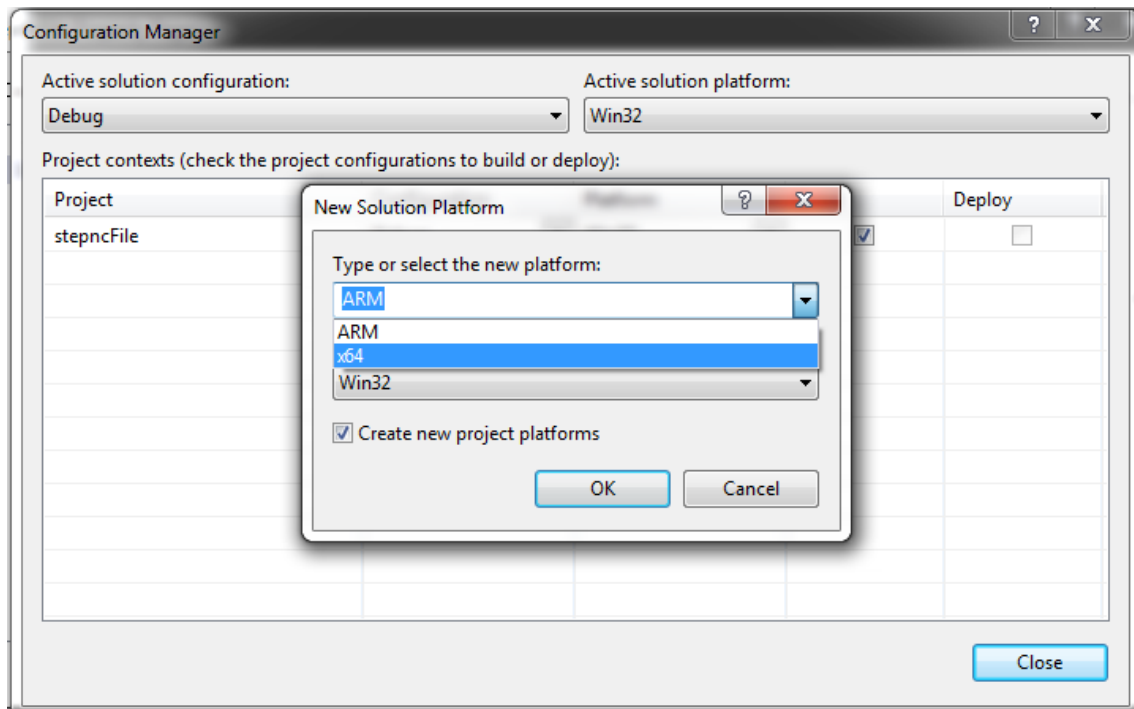 Configuration Manager
?
x
Active solution configuration:
Active solution platform:
Debug
Win32
Project contexts (check the project configurations to build or deploy):
Project
Deploy
stepncFile
New Solution Platform
?
x
Type or select the new platform:
ARM
ARM
x64
Win32
Create new project platforms
OK
Cancel
Close